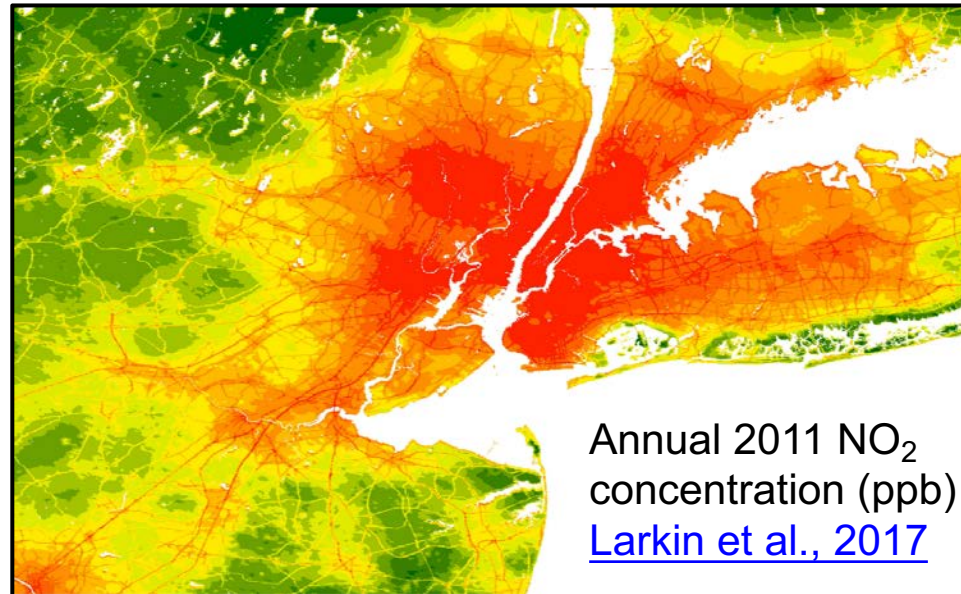 Annual 2011 NO₂
concentration (ppb)
Larkin et al., 2017